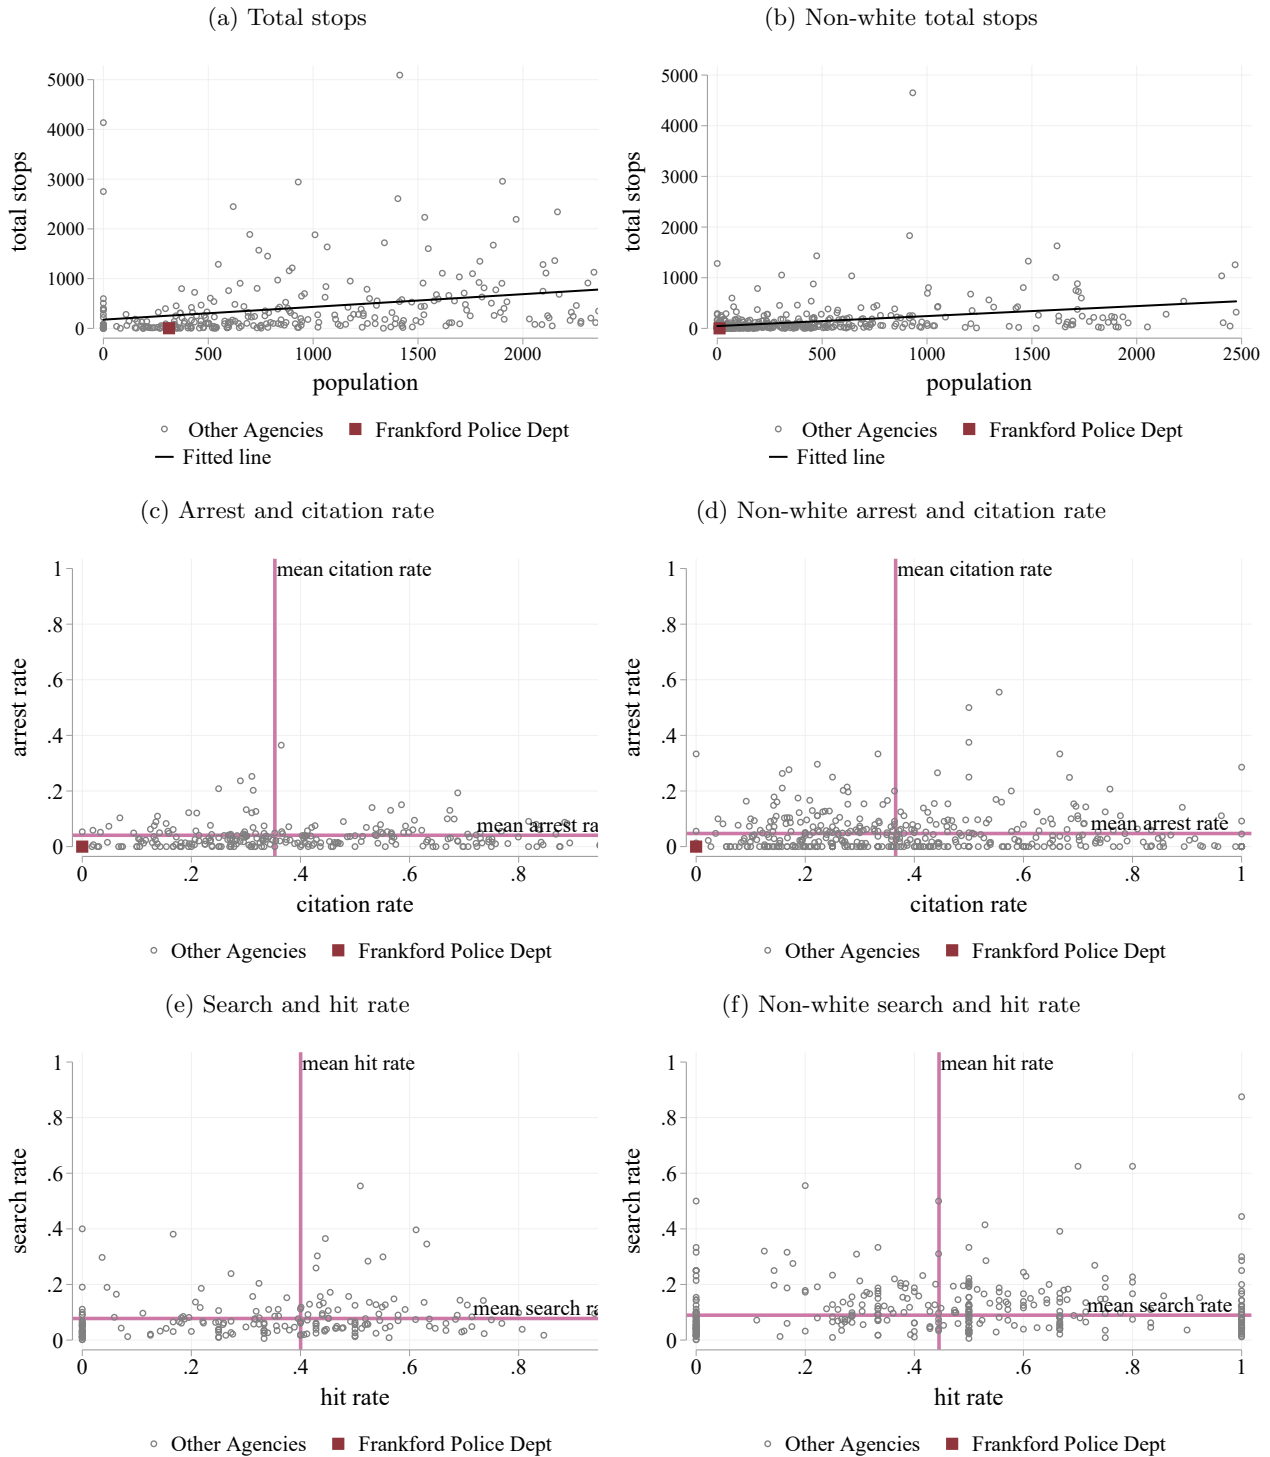 (a) Total stops
5000
4000
3000
2000
1000
0
total stops
0 500 1000 1500 2000
population
Other Agencies Frankford Police Dept
Fitted line
(b) Non-white total stops
5000
4000
3000
2000
1000
0
total stops
0 500 1000 1500 2000 2500
population
Other Agencies Frankford Police Dept
Fitted line
(c) Arrest and citation rate
mean citation rate
mean arrest ra
1
.8
.6
.4
.2
0
arrest rate
0 .2 .4 .6 .8
citation rate
Other Agencies Frankford Police Dept
(d) Non-white arrest and citation rate
mean citation rate
mean arrest rate
1
.8
.6
.4
.2
0
arrest rate
0 .2 .4 .6 .8 1
citation rate
Other Agencies Frankford Police Dept
(e) Search and hit rate
mean hit rate
mean search ra
1
.8
.6
.4
.2
0
search rate
0 .2 .4 .6 .8
hit rate
Other Agencies Frankford Police Dept
(f) Non-white search and hit rate
mean hit rate
mean search rate
1
.8
.6
.4
.2
0
search rate
0 .2 .4 .6 .8 1
hit rate
Other Agencies Frankford Police Dept